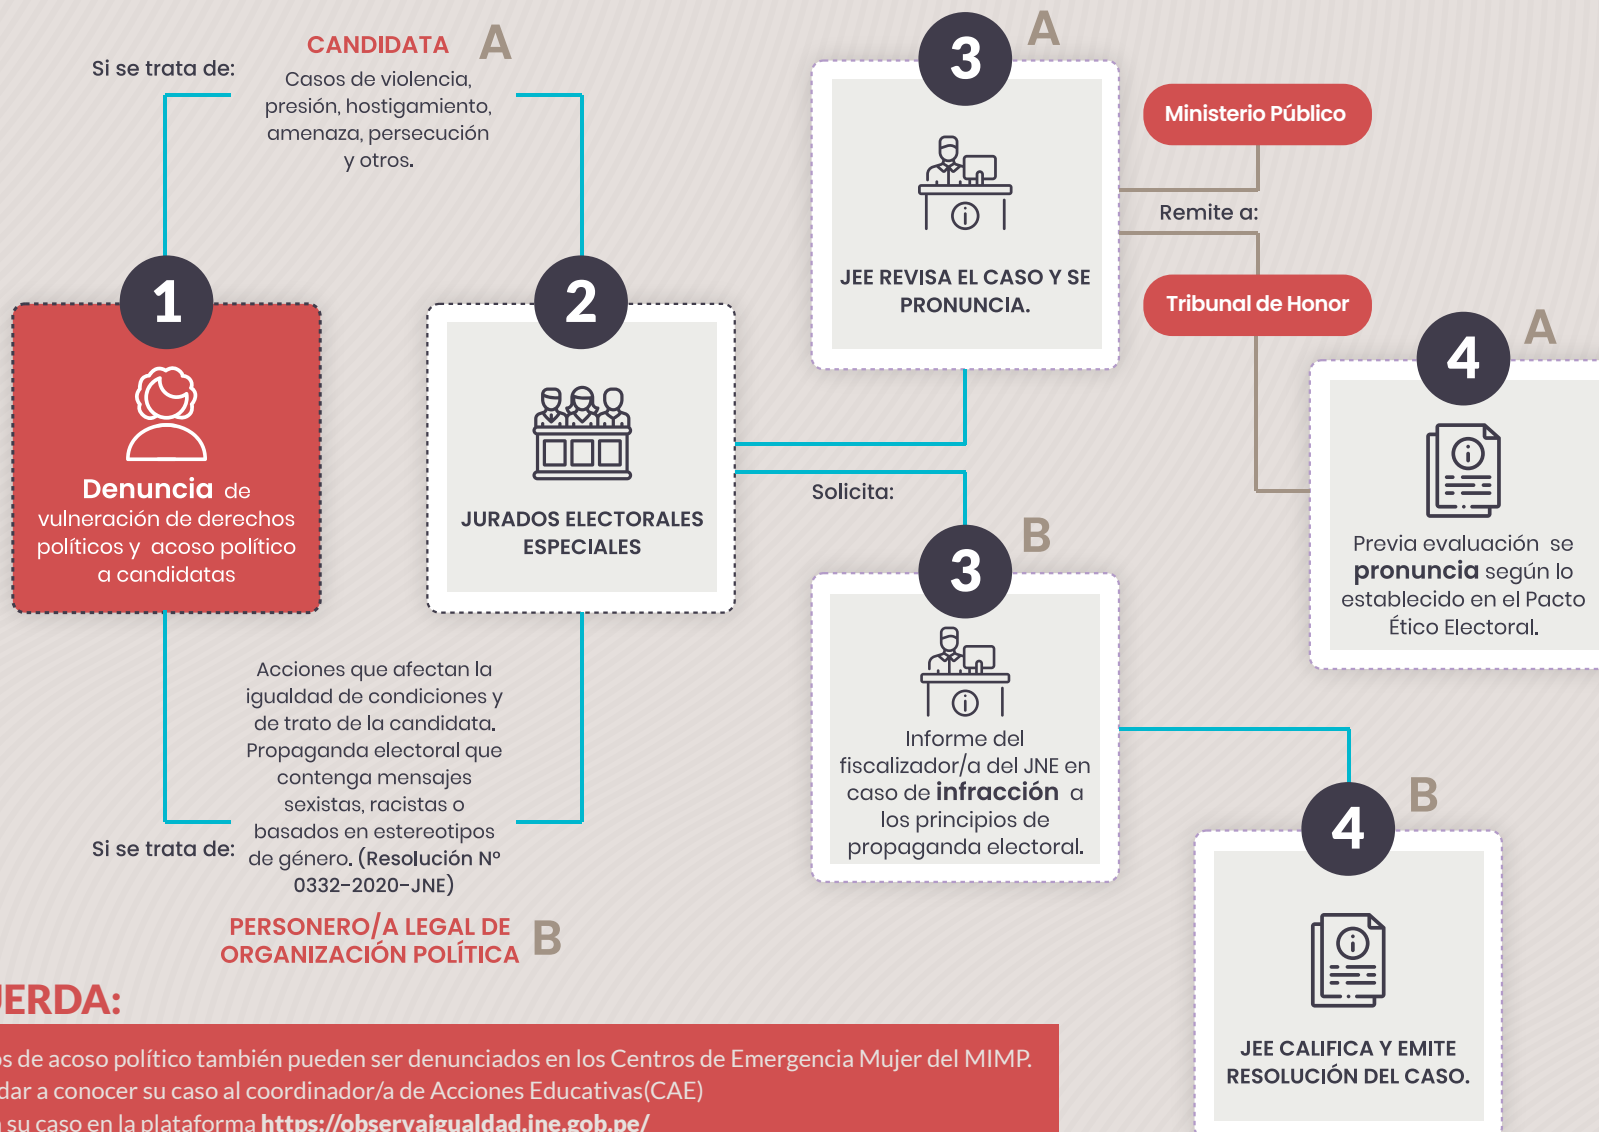 Si se trata de:
CANDIDATA
A
Casos de violencia,
presión, hostigamiento,
amenaza, persecución
y otros.
1
Denuncia de
vulneración de derechos
políticos y acoso político
a candidatas
2
JURADOS ELECTORALES
ESPECIALES
Si se trata de:
Acciones que afectan la
igualdad de condiciones y
de trato de la candidata.
Propaganda electoral que
contenga mensajes
sexistas, racistas o
basados en estereotipos
de género. (Resolución Nº
0332-2020-JNE)
PERSONERO/A LEGAL DE
ORGANIZACIÓN POLÍTICA
B
3
A
JEE REVISA EL CASO Y SE
PRONUNCIA.
Remite a:
Ministerio Público
Tribunal de Honor
4
A
Previa evaluación se
pronuncia según lo
establecido en el Pacto
Ético Electoral.
Solicita:
3
B
Informe del
fiscalizador/a del JNE en
caso de infracción a
los principios de
propaganda electoral.
4
B
JEE CALIFICA Y EMITE
RESOLUCIÓN DEL CASO.
UERDA:
os de acoso político también pueden ser denunciados en los Centros de Emergencia Mujer del MIMP.
dar a conocer su caso al coordinador/a de Acciones Educativas(CAE)
su caso en la plataforma https://observaigualdad.jne.gob.pe/